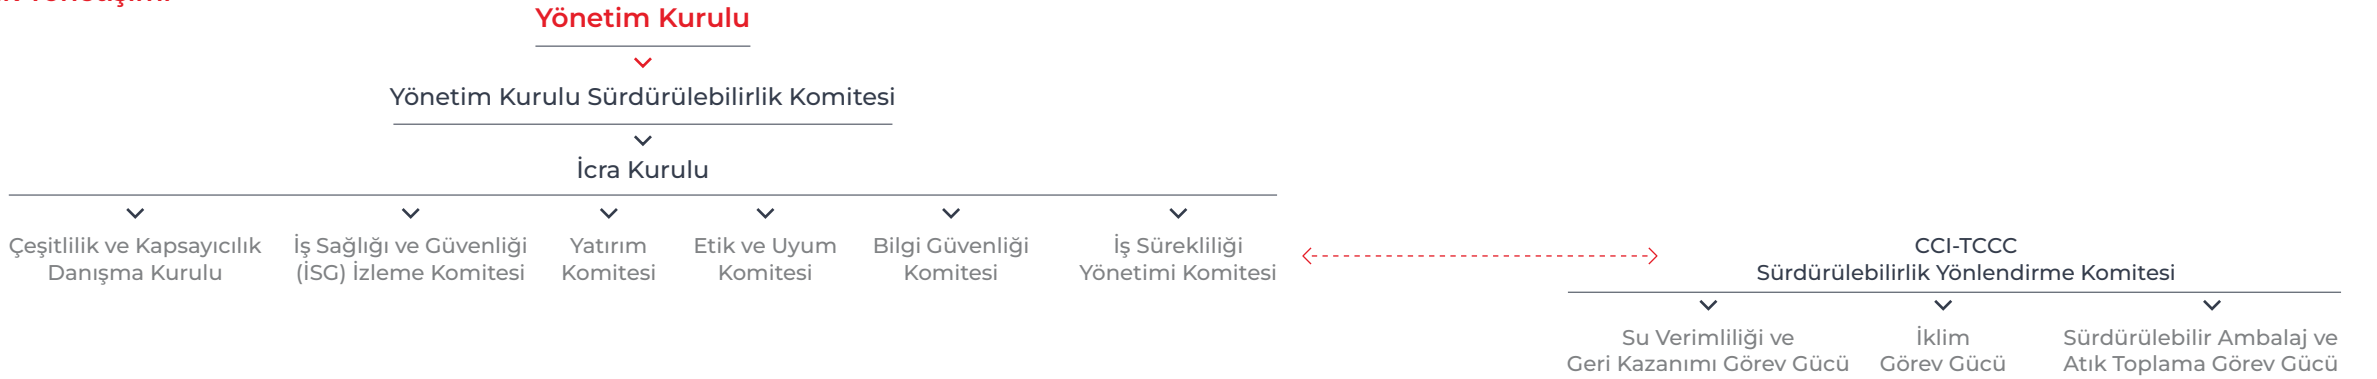 Yönetim Kurulu
Yönetim Kurulu Sürdürülebilirlik Komitesi
İcra Kurulu
Çeşitlilik ve Kapsayıcılık
Danışma Kurulu
İş Sağlığı ve Güvenliği
(İSG) İzleme Komitesi
Yatırım
Komitesi
Etik ve Uyum
Komitesi
Bilgi Güvenliği
Komitesi
İş Sürekliliği
Yönetimi Komitesi
CCI-TCCC
Sürdürülebilirlik Yönlendirme Komitesi
Su Verimliliği ve
Geri Kazanımı Görev Gücü
İklim
Görev Gücü
Sürdürülebilir Ambalaj ve
Atık Toplama Görev Gücü